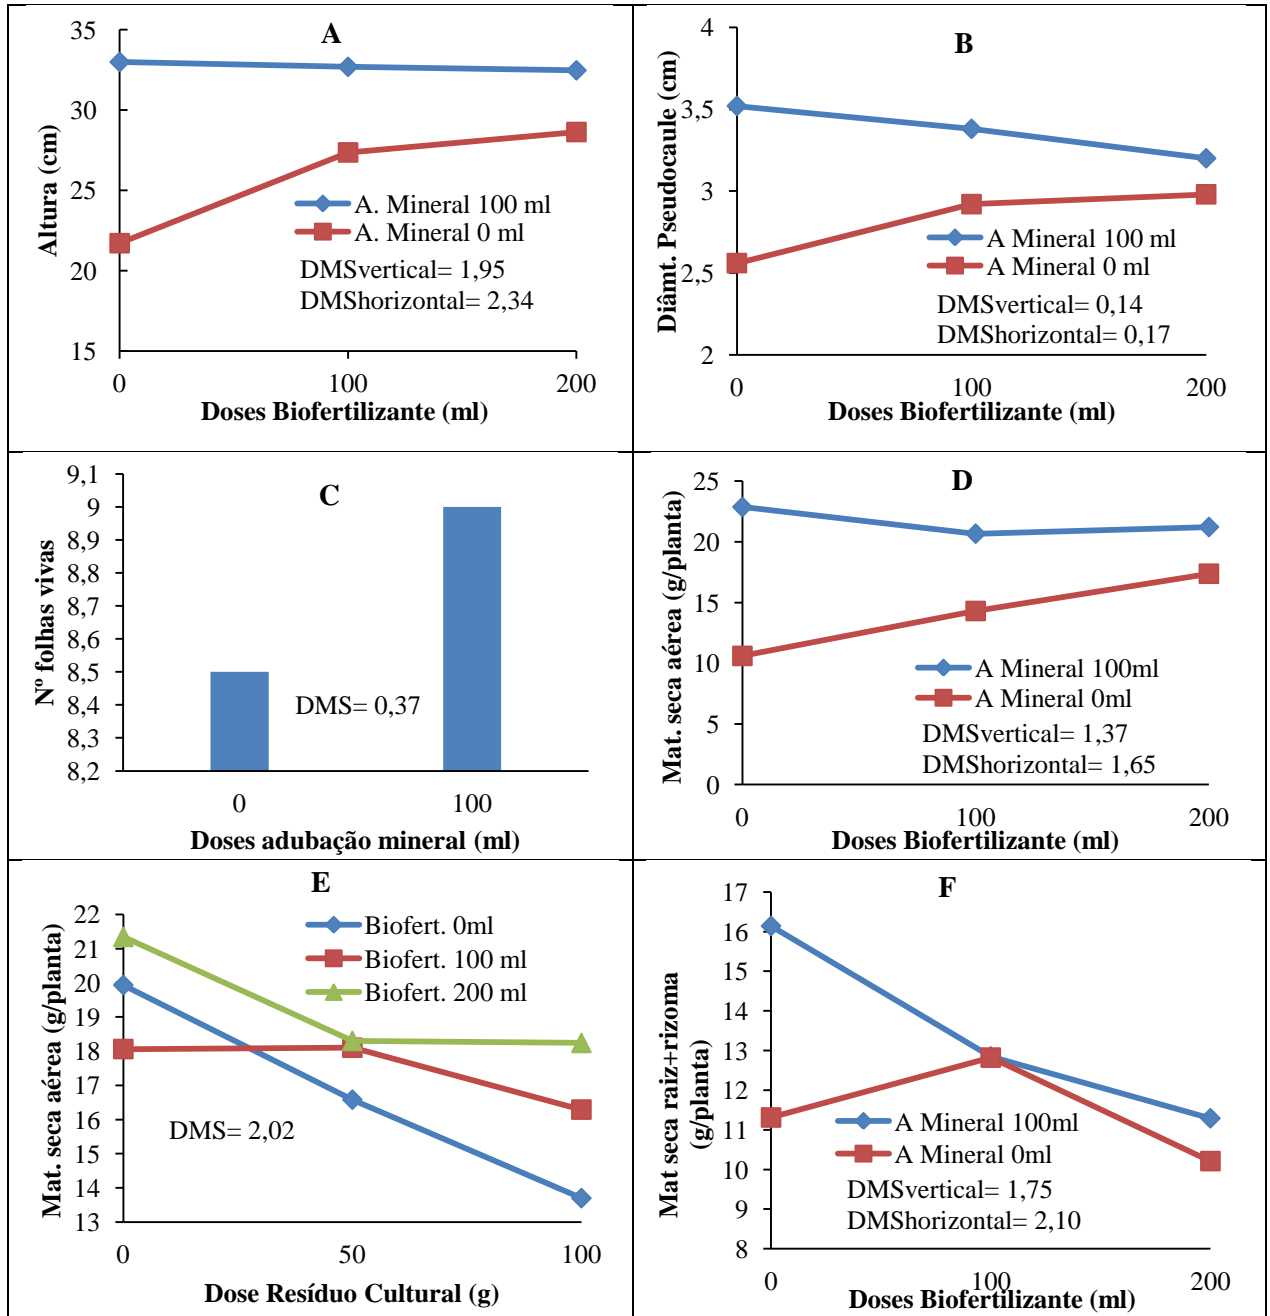 A
35
30
25
20
15
Altura (cm)
A. Mineral 100 ml
A. Mineral 0 ml
DMSvertical= 1,95
DMShorizontal= 2,34
0 100 200
Doses Biofertilizante (ml)
B
4
3,5
3
2,5
2
Diâmt. Pseudocaule (cm)
A Mineral 100 ml
A Mineral 0 ml
DMSvertical= 0,14
DMShorizontal= 0,17
0 100 200
Doses Biofertilizante (ml)
C
9,1
9
8,9
8,8
8,7
8,6
8,5
8,4
8,3
8,2
Nº folhas vivas
DMS= 0,37
0 100
Doses adubação mineral (ml)
D
25
20
15
10
5
0
Mat. seca aérea (g/planta)
A Mineral 100ml
A Mineral 0ml
DMSvertical= 1,37
DMShorizontal= 1,65
0 100 200
Doses Biofertilizante (ml)
E
22
21
20
19
18
17
16
15
14
13
Mat. seca aérea (g/planta)
Biofert. 0ml
Biofert. 100 ml
Biofert. 200 ml
DMS= 2,02
0 50 100
Dose Resíduo Cultural (g)
F
17
16
15
14
13
12
11
10
9
8
Mat seca raiz+rizoma
(g/planta)
A Mineral 100ml
A Mineral 0ml
DMSvertical= 1,75
DMShorizontal= 2,10
0 100 200
Doses Biofertilizante (ml)